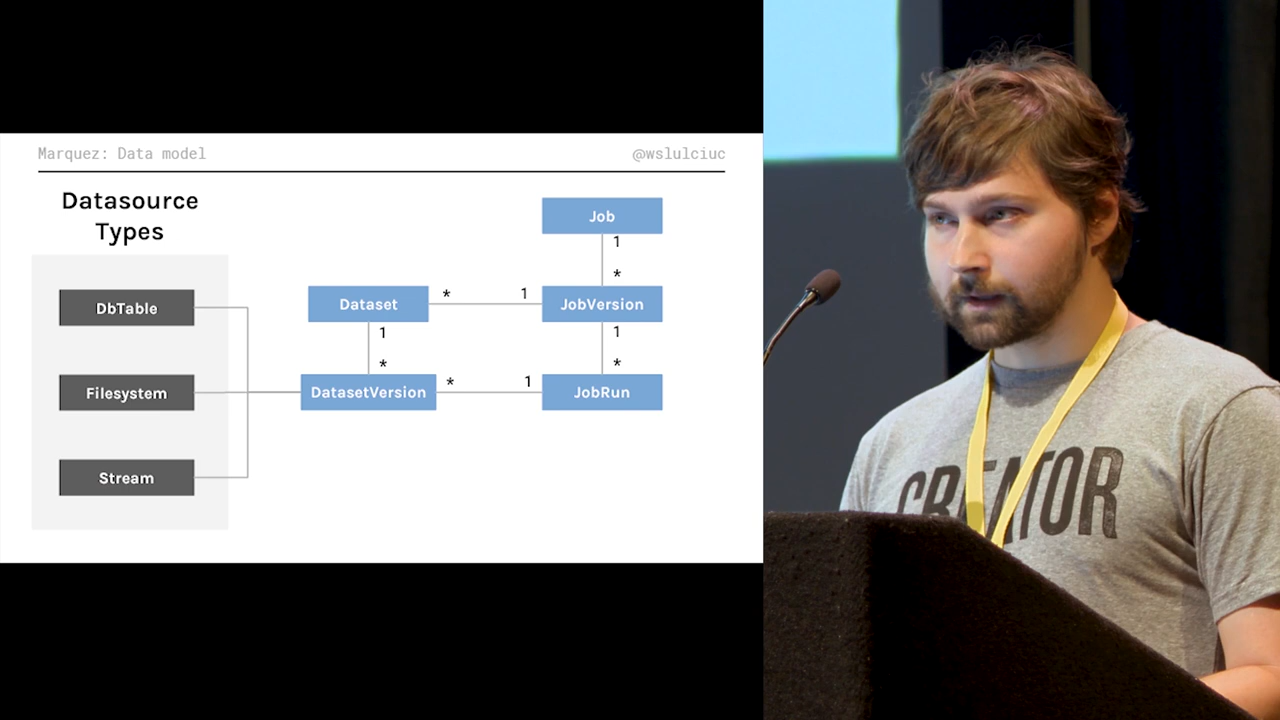 Marquez: Data model
@wslulciuc
Datasource
Types
Job
1
*
DbTable
Dataset
*
1
JobVersion
1
*
1
*
Filesystem
DatasetVersion
*
1
JobRun
Stream
CREATOR